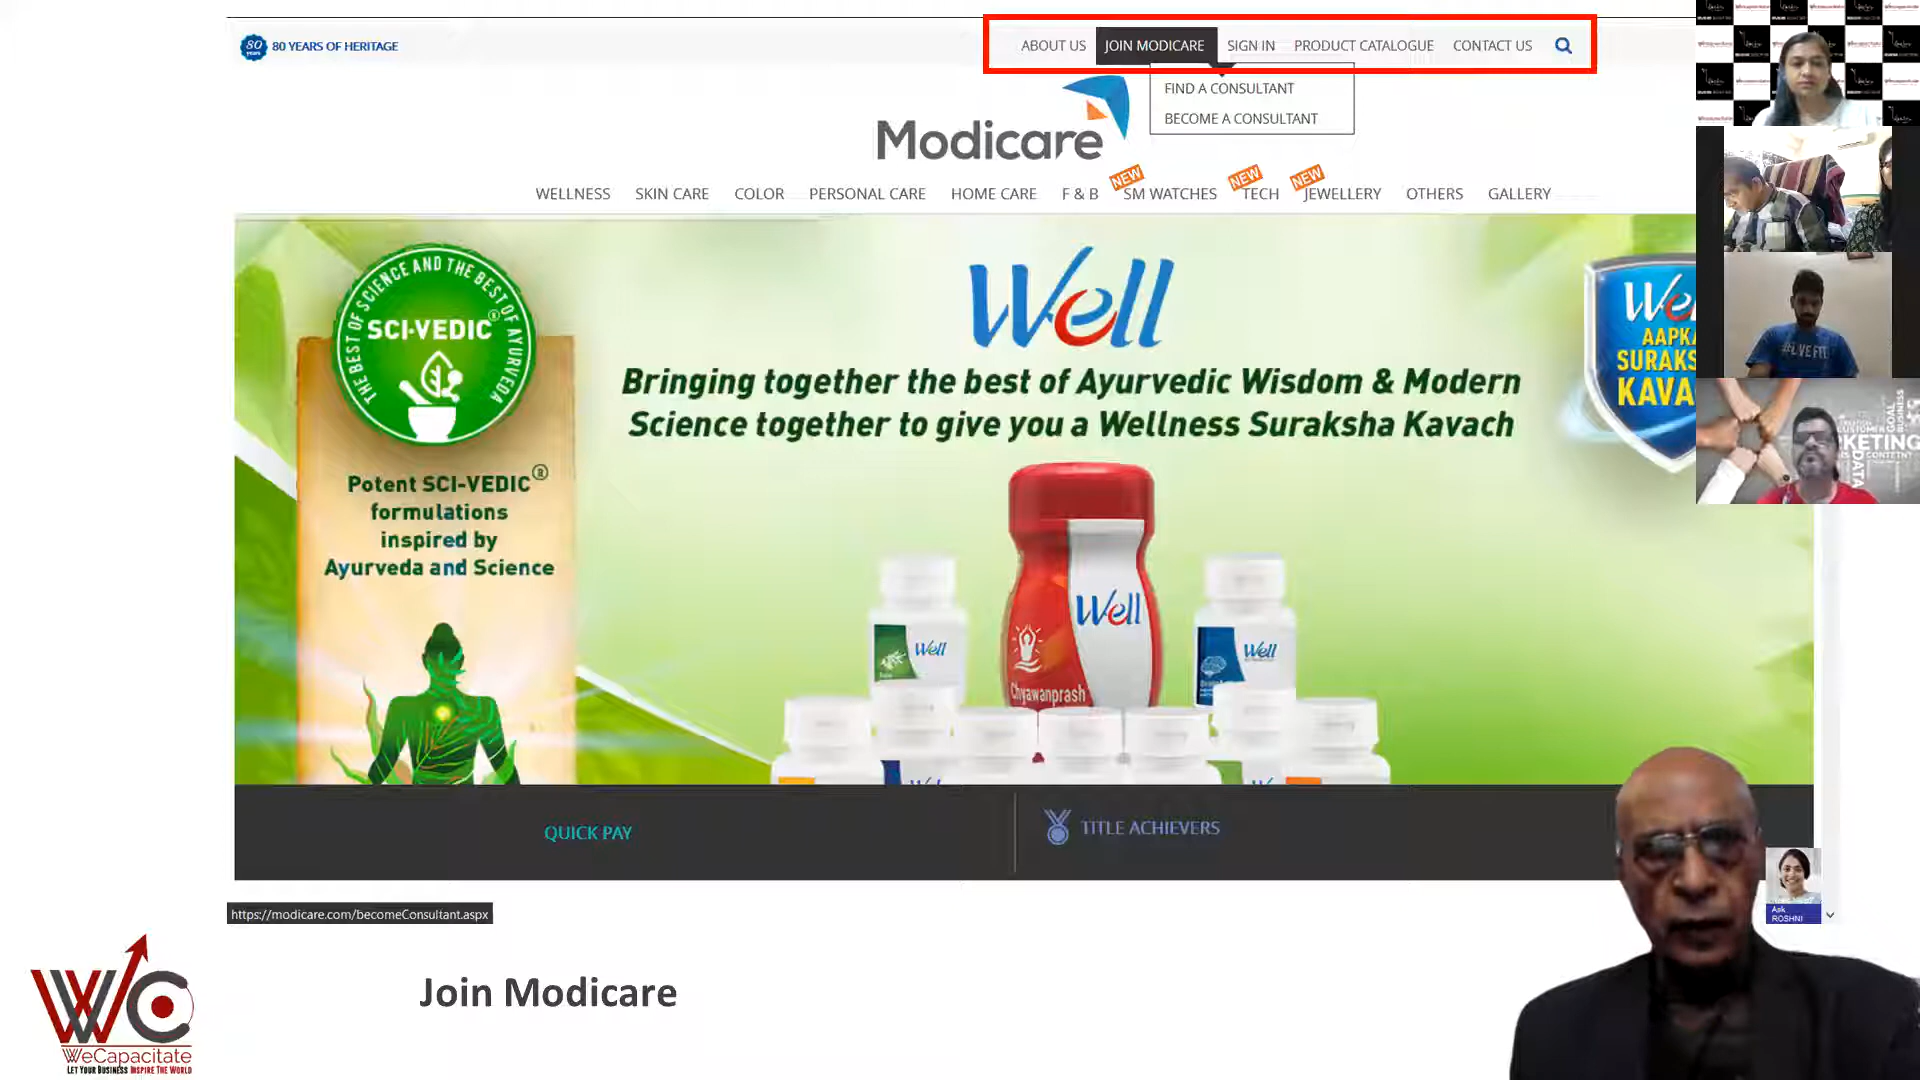 80 years 80 YEARS OF HERITAGE
ABOUT US JOIN MODICARE SIGN IN PRODUCT CATALOGUE CONTACT US
FIND A CONSULTANT
BECOME A CONSULTANT
Modicare
NEW NEW NEW
WELLNESS SKIN CARE COLOR PERSONAL CARE HOME CARE F & B SM WATCHES TECH JEWELLERY OTHERS GALLERY
THE BEST OF SCIENCE AND THE BEST OF AYURVEDA
SCI-VEDIC®
Well
Bringing together the best of Ayurvedic Wisdom & Modern
Science together to give you a Wellness Suraksha Kavach
Potent SCI-VEDIC®
formulations
inspired by
Ayurveda and Science
Well
Chyawanprash
Well
Well
QUICK PAY
TITLE ACHIEVERS
Ask
ROSHNI
https://modicare.com/becomeConsultant.aspx
Join Modicare
WeCapacitate
LET YOUR BUSINESS INSPIRE THE WORLD